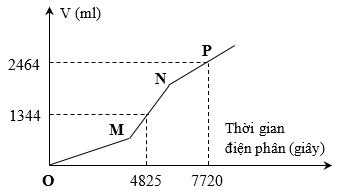 V (ml)
P
2464
N
1344
Thời gian
M
điện phân (giây)
O
4825
7720